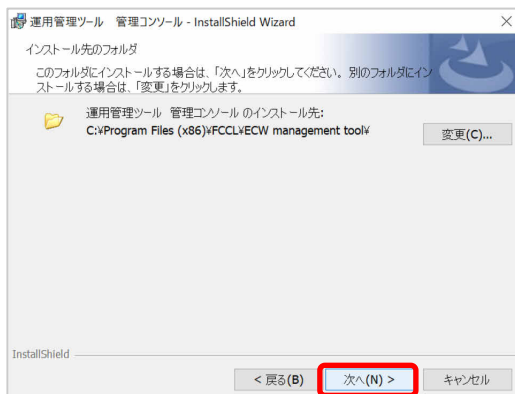 運用管理ツール　管理コンソール - InstallShield Wizard
インストール先のフォルダ
このフォルダにインストールする場合は、「次へ」をクリックしてください。別のフォルダにイン
ストールする場合は、「変更」をクリックします。
運用管理ツール　管理コンソール のインストール先:
C:¥Program Files (x86)¥FCCL¥ECW management tool¥
変更(C)...
InstallShield
< 戻る(B)
次へ(N) >
キャンセル